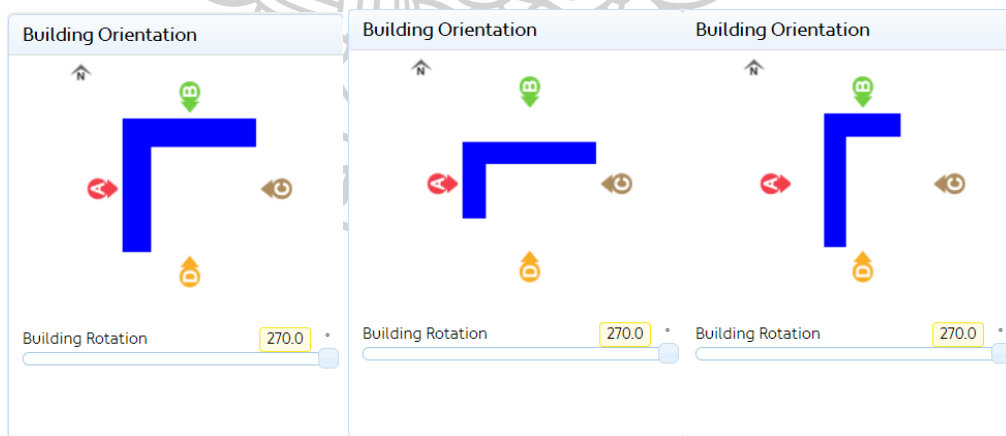 Building Orientation
N
B
A
C
D
Building Rotation
270.0 °
Building Orientation
N
B
A
C
D
Building Rotation
270.0 °
Building Orientation
N
B
A
C
D
Building Rotation
270.0 °